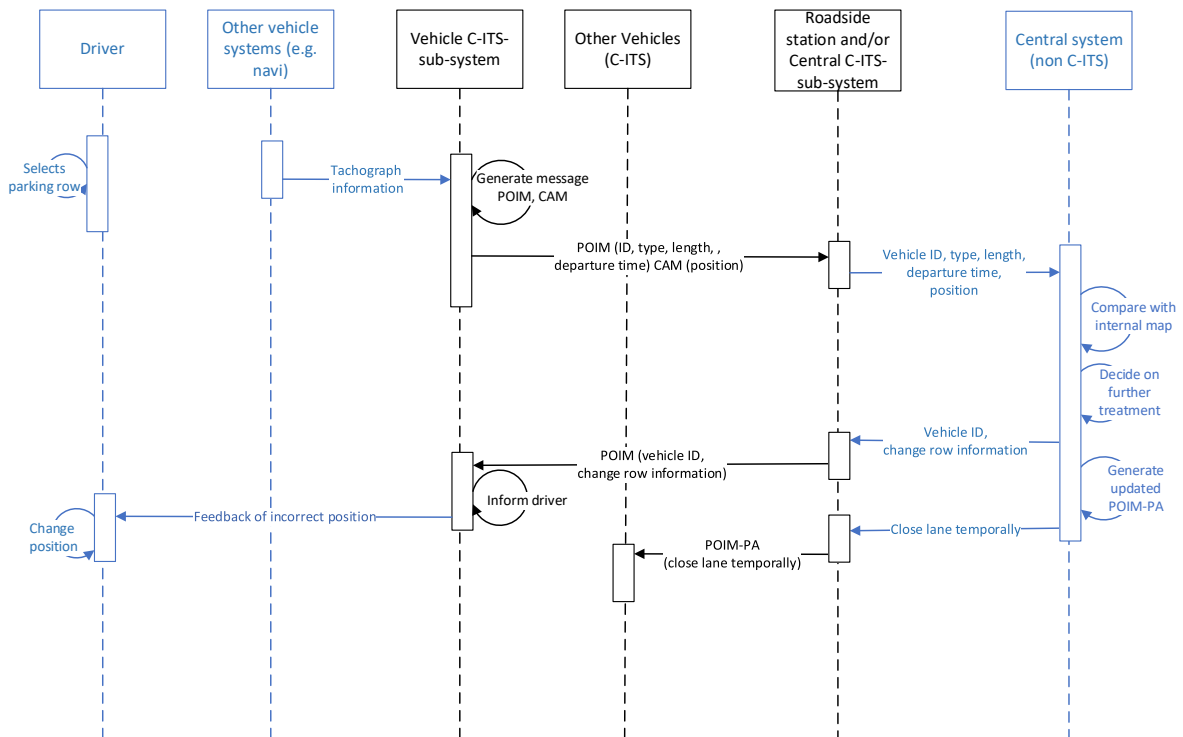 Driver
Other vehicle
systems (e.g.
navi)
Vehicle C-ITS-
sub-system
Other Vehicles
(C-ITS)
Roadside
station and/or
Central C-ITS-
sub-system
Central system
(non C-ITS)
Selects
parking row
Tachograph
information
Generate message
POIM, CAM
POIM (ID, type, length, ,
departure time) CAM (position)
Vehicle ID, type, length,
departure time,
position
Compare with
internal map
Decide on
further
treatment
Vehicle ID,
change row information
POIM (vehicle ID,
change row information)
Inform driver
Generate
updated
POIM-PA
Feedback of incorrect position
Change
position
Close lane temporally
POIM-PA
(close lane temporally)